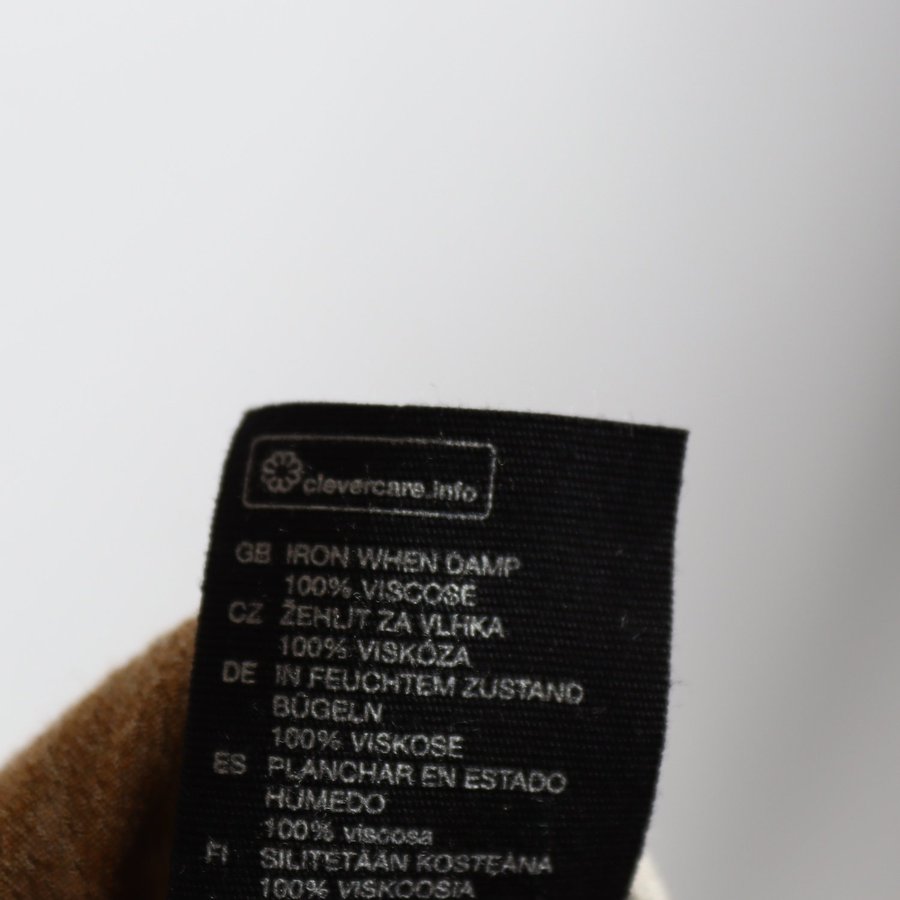 clevercare.info
GB IRON WHEN DAMP
100% VISCOSE
CZ ŽEHLIT ZA VLHKA
100% VISKÓZA
DE IN FEUCHTEM ZUSTAND
BÜGELN
100% VISKOSE
ES PLANCHAR EN ESTADO
HÚMEDO
100% viscosa
FI SILITETÄÄN KOSTEANA
100% VISKOOSIA